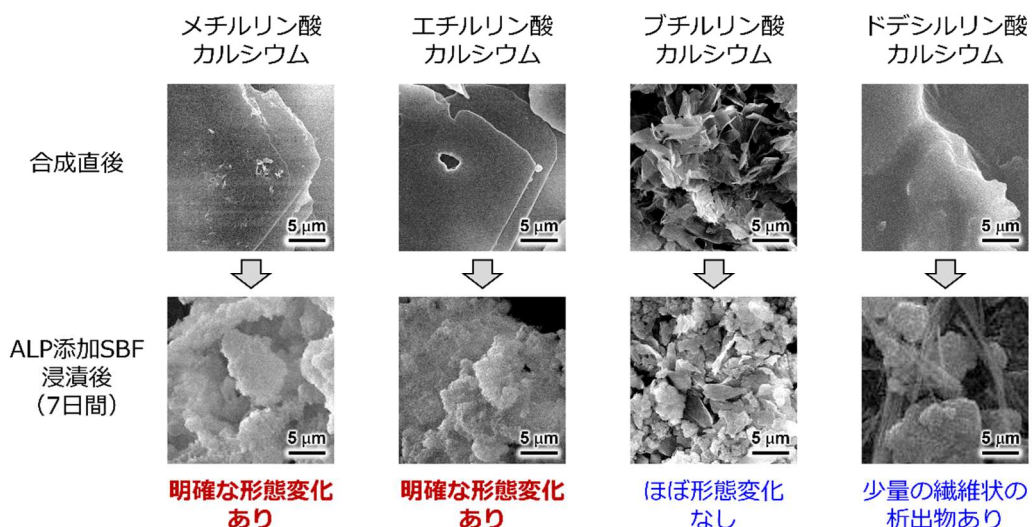 メチルリン酸
カルシウム
エチルリン酸
カルシウム
ブチルリン酸
カルシウム
ドデシルリン酸
カルシウム
合成直後
5 μm
5 μm
5 μm
5 μm
ALP添加SBF
浸漬後
（7日間）
5 μm
5 μm
5 μm
5 μm
明確な形態変化
あり
明確な形態変化
あり
ほぼ形態変化
なし
少量の繊維状の
析出物あり